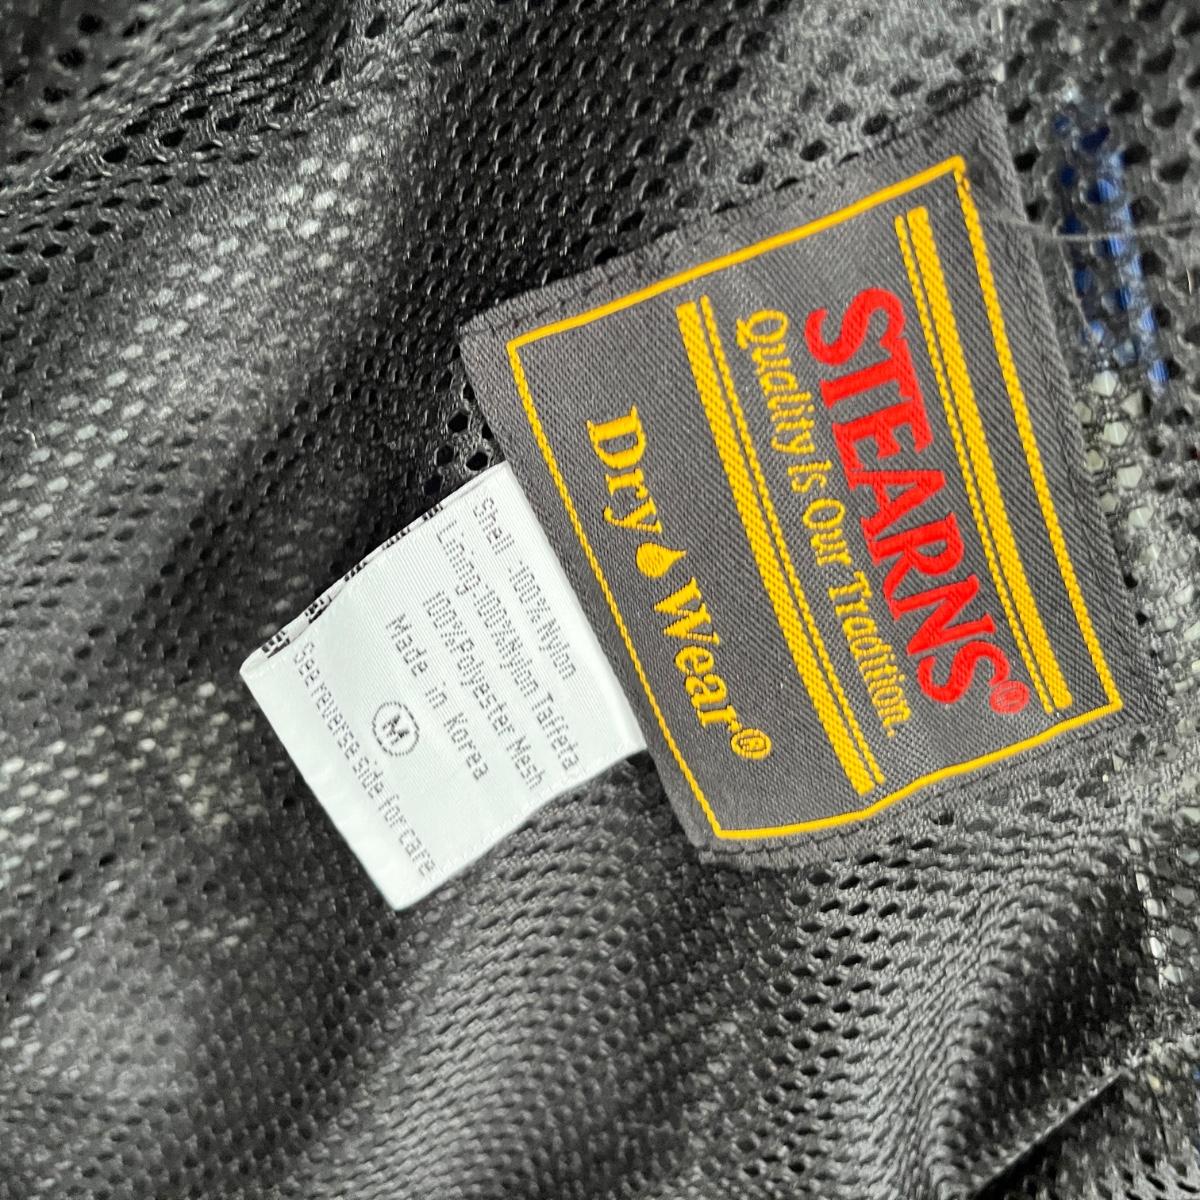 STEARNS®
Quality Is Our Tradition.
Dry Wear®
Shell -100% Nylon
Lining-100%Nylon Taffeta
100%Polyester Mesh
Made in Korea
M
See reverse side for care.